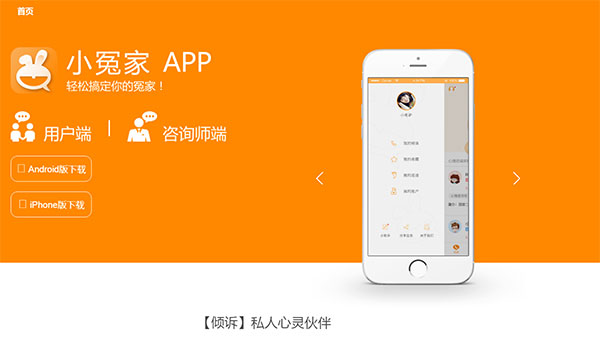 首页
小冤家 APP
轻松搞定你的冤家！
用户端
咨询师端
Android版下载
iPhone版下载
【倾诉】私人心灵伙伴